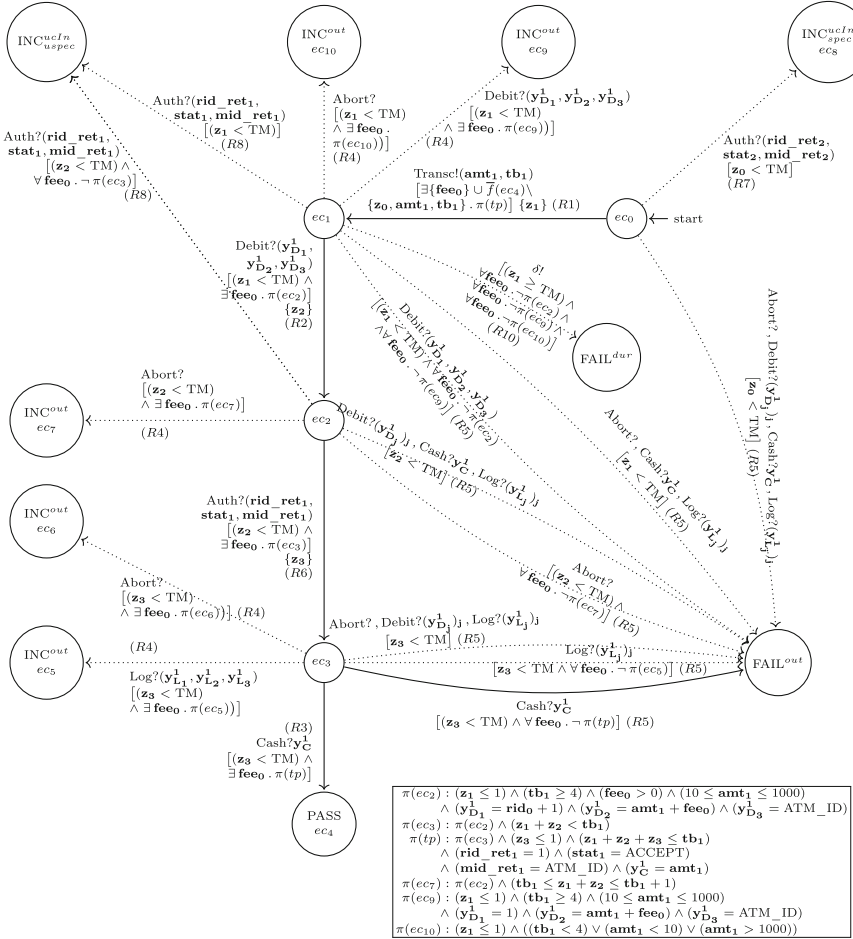 INC^{ucIn}_{uspec}
INC^{out}
ec_{10}
INC^{out}
ec_9
INC^{ucIn}_{spec}
ec_8
Auth?(rid_ret_1,
stat_1, mid_ret_1)
[(z_1 < TM)]
(R8)
Abort?
[(z_1 < TM)
∧ ∃ fee_0 .
π(ec_{10}))]
(R4)
Debit?(y^1_{D_1}, y^1_{D_2}, y^1_{D_3})
[(z_1 < TM)
∧ ∃ fee_0 . π(ec_9))]
(R4)
Auth?(rid_ret_2,
stat_2, mid_ret_2)
[z_0 < TM]
(R7)
Auth?(rid_ret_1,
stat_1, mid_ret_1)
[(z_2 < TM) ∧
∀ fee_0 . ¬ π(ec_3)]
(R8)
Transc!(amt_1, tb_1)
[∃{fee_0} ∪ f̅(ec_4)\
{z_0, amt_1, tb_1} . π(tp)] {z_1} (R1)
ec_1
ec_0
start
Debit?(y^1_{D_1},
y^1_{D_2}, y^1_{D_3})
[(z_1 < TM) ∧
∃ fee_0 . π(ec_2)]
{z_2}
(R2)
δ!
[(z_1 ≥ TM) ∧
∀fee_0 . ¬π(ec_2) ∧
∀fee_0 . ¬π(ec_9) ∧
∀fee_0 . ¬π(ec_{10})]
(R10)
FAIL^{dur}
Debit?(y^1_{D_1}, y^1_{D_2}, y^1_{D_3})
[(z_1 < TM) ∧ ∀ fee_0 . ¬ π(ec_2)
∧∀ fee_0 . ¬ π(ec_9)] (R5)
Abort? , Debit?(y^1_{D_j})_j, Cash?y^1_C, Log?(y^1_{L_j})_j
[z_0 < TM] (R5)
Abort?
[(z_2 < TM)
∧ ∃ fee_0 . π(ec_7)]
(R4)
INC^{out}
ec_7
ec_2
Debit?(y^1_{D_j})_j, Cash?y^1_C, Log?(y^1_{L_j})_j
[z_2 < TM] (R5)
Abort? , Cash?y^1_C, Log?(y^1_{L_j})_j
[z_1 < TM] (R5)
INC^{out}
ec_6
Auth?(rid_ret_1,
stat_1, mid_ret_1)
[(z_2 < TM) ∧
∃ fee_0 . π(ec_3)]
{z_3}
(R6)
Abort?
[(z_2 < TM) ∧
∀ fee_0 . ¬π(ec_7)] (R5)
Abort?
[(z_3 < TM)
∧ ∃ fee_0 . π(ec_6))] (R4)
Abort? , Debit?(y^1_{D_j})_j, Log?(y^1_{L_j})_j
[z_3 < TM] (R5)
(R4)
INC^{out}
ec_5
ec_3
Log?(y^1_{L_j})_j
[z_3 < TM ∧ ∀ fee_0 . ¬ π(ec_5)] (R5)
FAIL^{out}
Log?(y^1_{L_1}, y^1_{L_2}, y^1_{L_3})
[(z_3 < TM)
∧ ∃ fee_0 . π(ec_5))]
Cash?y^1_C
[(z_3 < TM) ∧ ∀ fee_0 . ¬ π(tp)] (R5)
(R3)
Cash?y^1_C
[(z_3 < TM) ∧
∃ fee_0 . π(tp)]
PASS
ec_4
π(ec_2) : (z_1 ≤ 1) ∧ (tb_1 ≥ 4) ∧ (fee_0 > 0) ∧ (10 ≤ amt_1 ≤ 1000)
∧ (y^1_{D_1} = rid_0 + 1) ∧ (y^1_{D_2} = amt_1 + fee_0) ∧ (y^1_{D_3} = ATM_ID)
π(ec_3) : π(ec_2) ∧ (z_1 + z_2 < tb_1)
π(tp) : π(ec_3) ∧ (z_3 ≤ 1) ∧ (z_1 + z_2 + z_3 ≤ tb_1)
∧ (rid_ret_1 = 1) ∧ (stat_1 = ACCEPT)
∧ (mid_ret_1 = ATM_ID) ∧ (y^1_C = amt_1)
π(ec_7) : π(ec_2) ∧ (tb_1 ≤ z_1 + z_2 ≤ tb_1 + 1)
π(ec_9) : (z_1 ≤ 1) ∧ (tb_1 ≥ 4) ∧ (10 ≤ amt_1 ≤ 1000)
∧ (y^1_{D_1} = 1) ∧ (y^1_{D_2} = amt_1 + fee_0) ∧ (y^1_{D_3} = ATM_ID)
π(ec_{10}) : (z_1 ≤ 1) ∧ ((tb_1 < 4) ∨ (amt_1 < 10) ∨ (amt_1 > 1000))